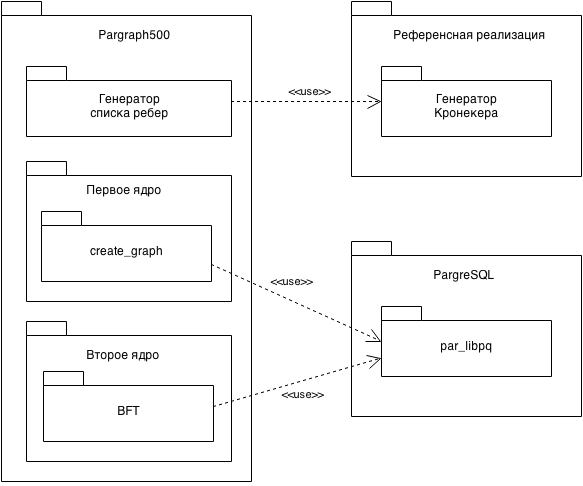 Pargraph500
Генератор
списка ребер
Первое ядро
create_graph
Второе ядро
BFT
<<use>>
<<use>>
<<use>>
Референсная реализация
Генератор
Кронекера
PargreSQL
par_libpq